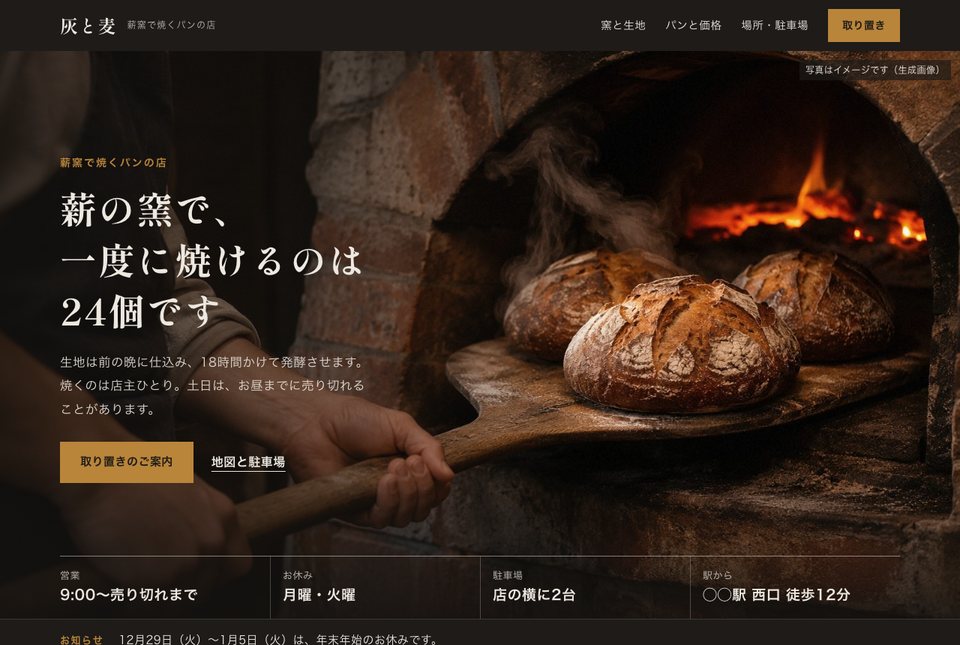 灰と麦 薪窯で焼くパンの店 窯と生地 パンと価格 場所・駐車場 取り置き
写真はイメージです（生成画像）
薪窯で焼くパンの店
薪の窯で、
一度に焼けるのは
24個です
生地は前の晩に仕込み、18時間かけて発酵させます。
焼くのは店主ひとり。土日は、お昼までに売り切れる
ことがあります。
取り置きのご案内 地図と駐車場
営業 お休み 駐車場 駅から
9:00〜売り切れまで 月曜・火曜 店の横に2台 〇〇駅 西口 徒歩12分
お知らせ 12月29日（火）〜1月5日（火）は、年末年始のお休みです。